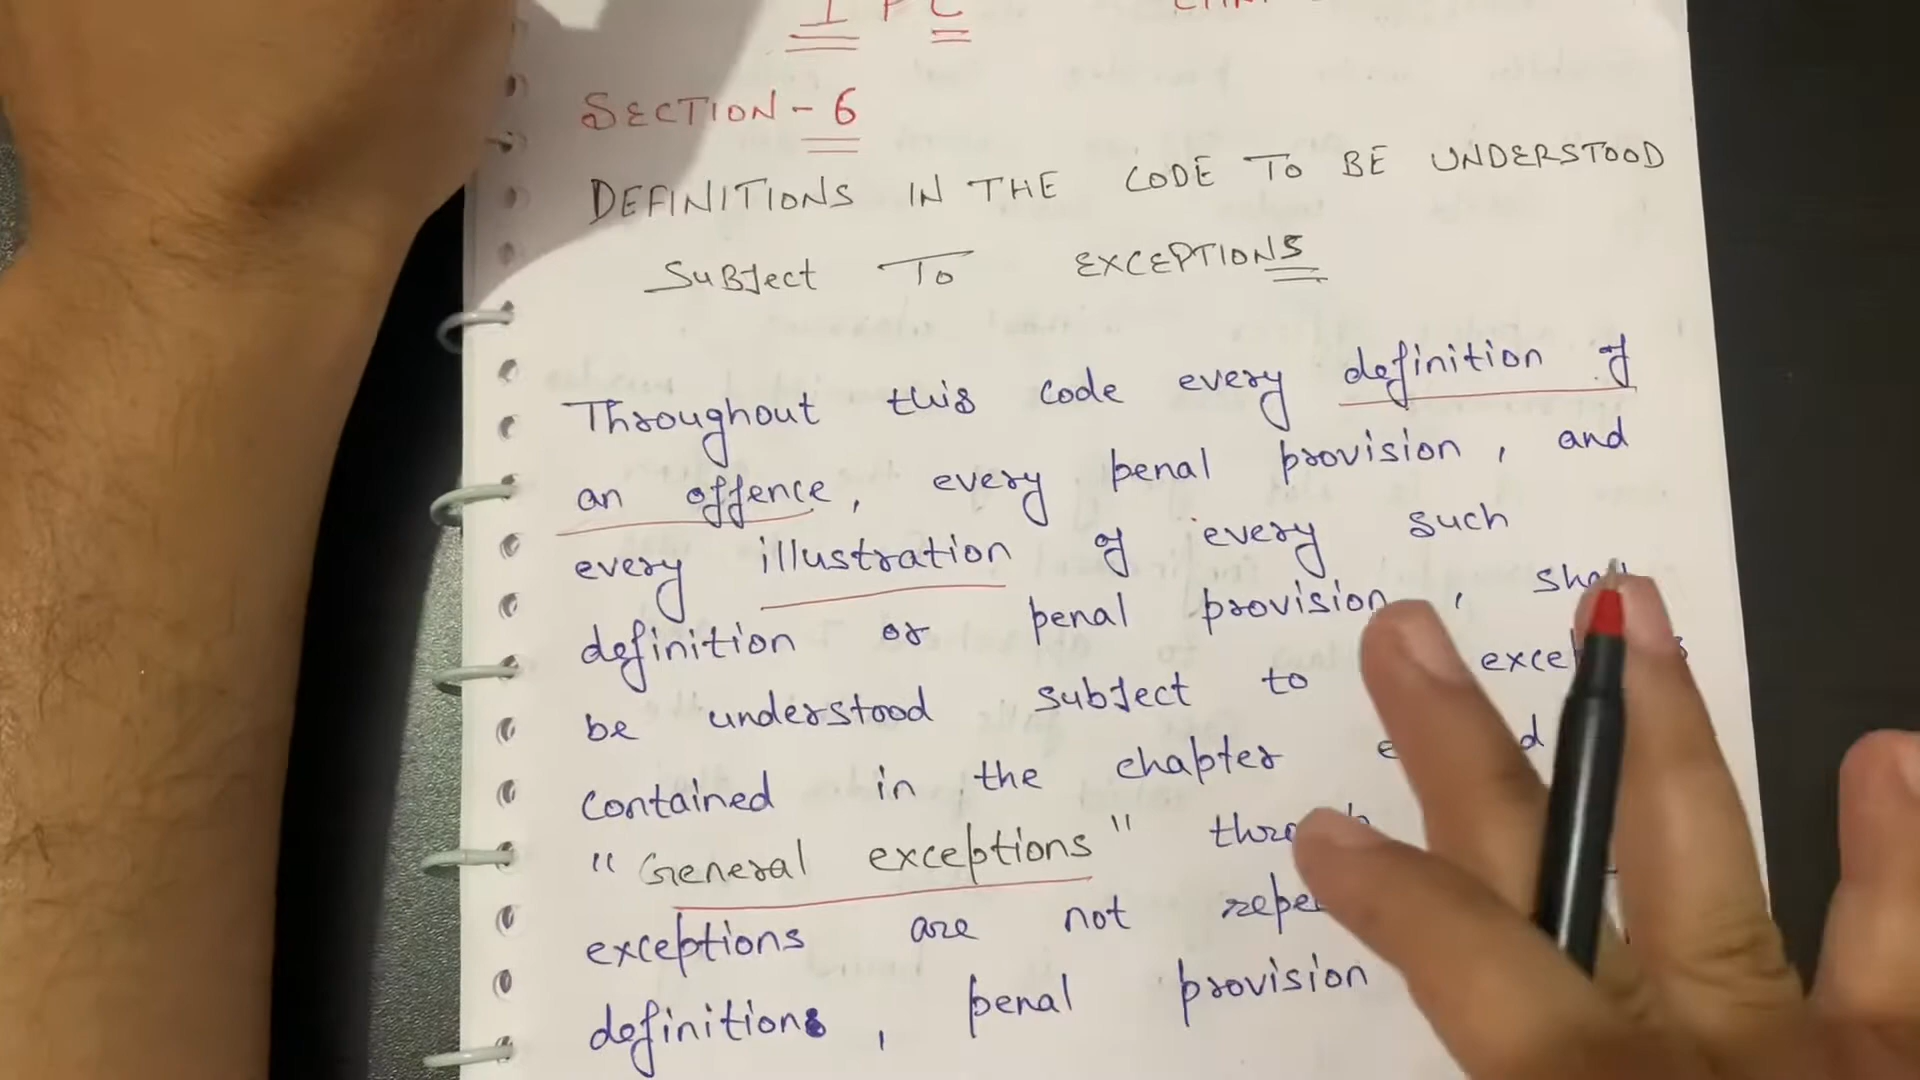 IPC
SECTION - 6
DEFINITIONS IN THE CODE TO BE UNDERSTOOD
SUBJECT TO EXCEPTIONS
Throughout this code every definition of
an offence, every penal provision, and
every illustration of every such
definition or penal provision,
be understood subject to
contained in the chapter
"General exceptions"
exceptions are not
definitions, penal provision